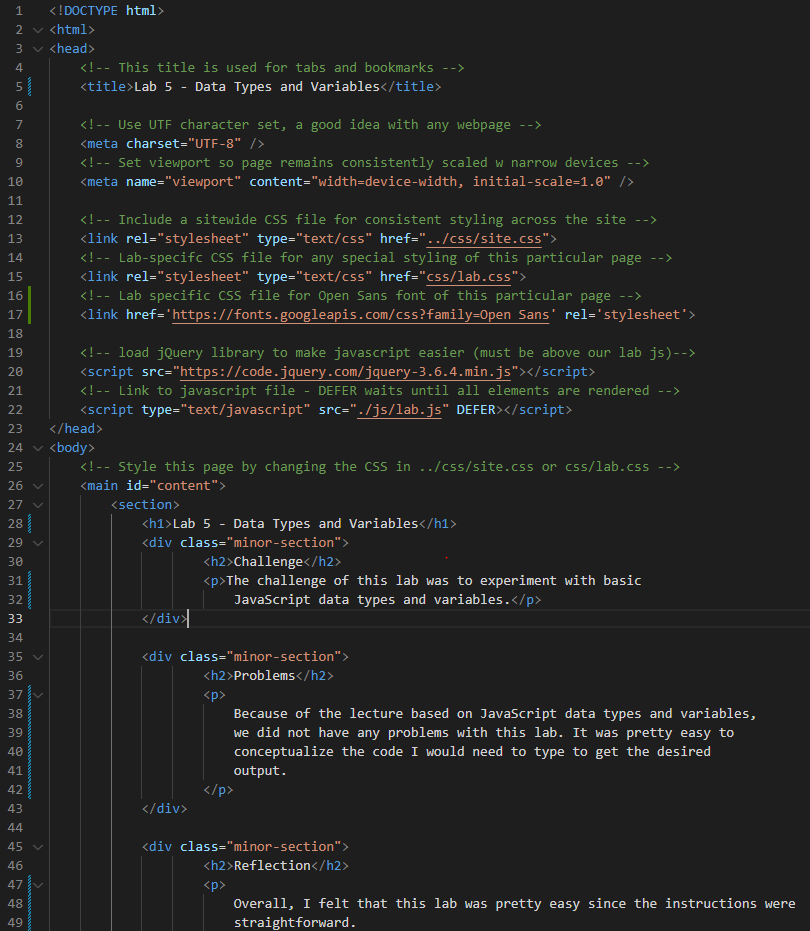 1 <!DOCTYPE html>
2 <html>
3 <head>
4 <!-- This title is used for tabs and bookmarks -->
5 <title>Lab 5 - Data Types and Variables</title>
6
7 <!-- Use UTF character set, a good idea with any webpage -->
8 <meta charset="UTF-8" />
9 <!-- Set viewport so page remains consistently scaled w narrow devices -->
10 <meta name="viewport" content="width=device-width, initial-scale=1.0" />
11
12 <!-- Include a sitewide CSS file for consistent styling across the site -->
13 <link rel="stylesheet" type="text/css" href="../css/site.css">
14 <!-- Lab-specifc CSS file for any special styling of this particular page -->
15 <link rel="stylesheet" type="text/css" href="css/lab.css">
16 <!-- Lab specific CSS file for Open Sans font of this particular page -->
17 <link href='https://fonts.googleapis.com/css?family=Open Sans' rel='stylesheet'>
18
19 <!-- load jQuery library to make javascript easier (must be above our lab js)-->
20 <script src="https://code.jquery.com/jquery-3.6.4.min.js"></script>
21 <!-- Link to javascript file - DEFER waits until all elements are rendered -->
22 <script type="text/javascript" src="./js/lab.js" DEFER></script>
23 </head>
24 <body>
25 <!-- Style this page by changing the CSS in ../css/site.css or css/lab.css -->
26 <main id="content">
27 <section>
28 <h1>Lab 5 - Data Types and Variables</h1>
29 <div class="minor-section">
30 <h2>Challenge</h2>
31 <p>The challenge of this lab was to experiment with basic
32 JavaScript data types and variables.</p>
33 </div>
34
35 <div class="minor-section">
36 <h2>Problems</h2>
37 <p>
38 Because of the lecture based on JavaScript data types and variables,
39 we did not have any problems with this lab. It was pretty easy to
40 conceptualize the code I would need to type to get the desired
41 output.
42 </p>
43 </div>
44
45 <div class="minor-section">
46 <h2>Reflection</h2>
47 <p>
48 Overall, I felt that this lab was pretty easy since the instructions were
49 straightforward.